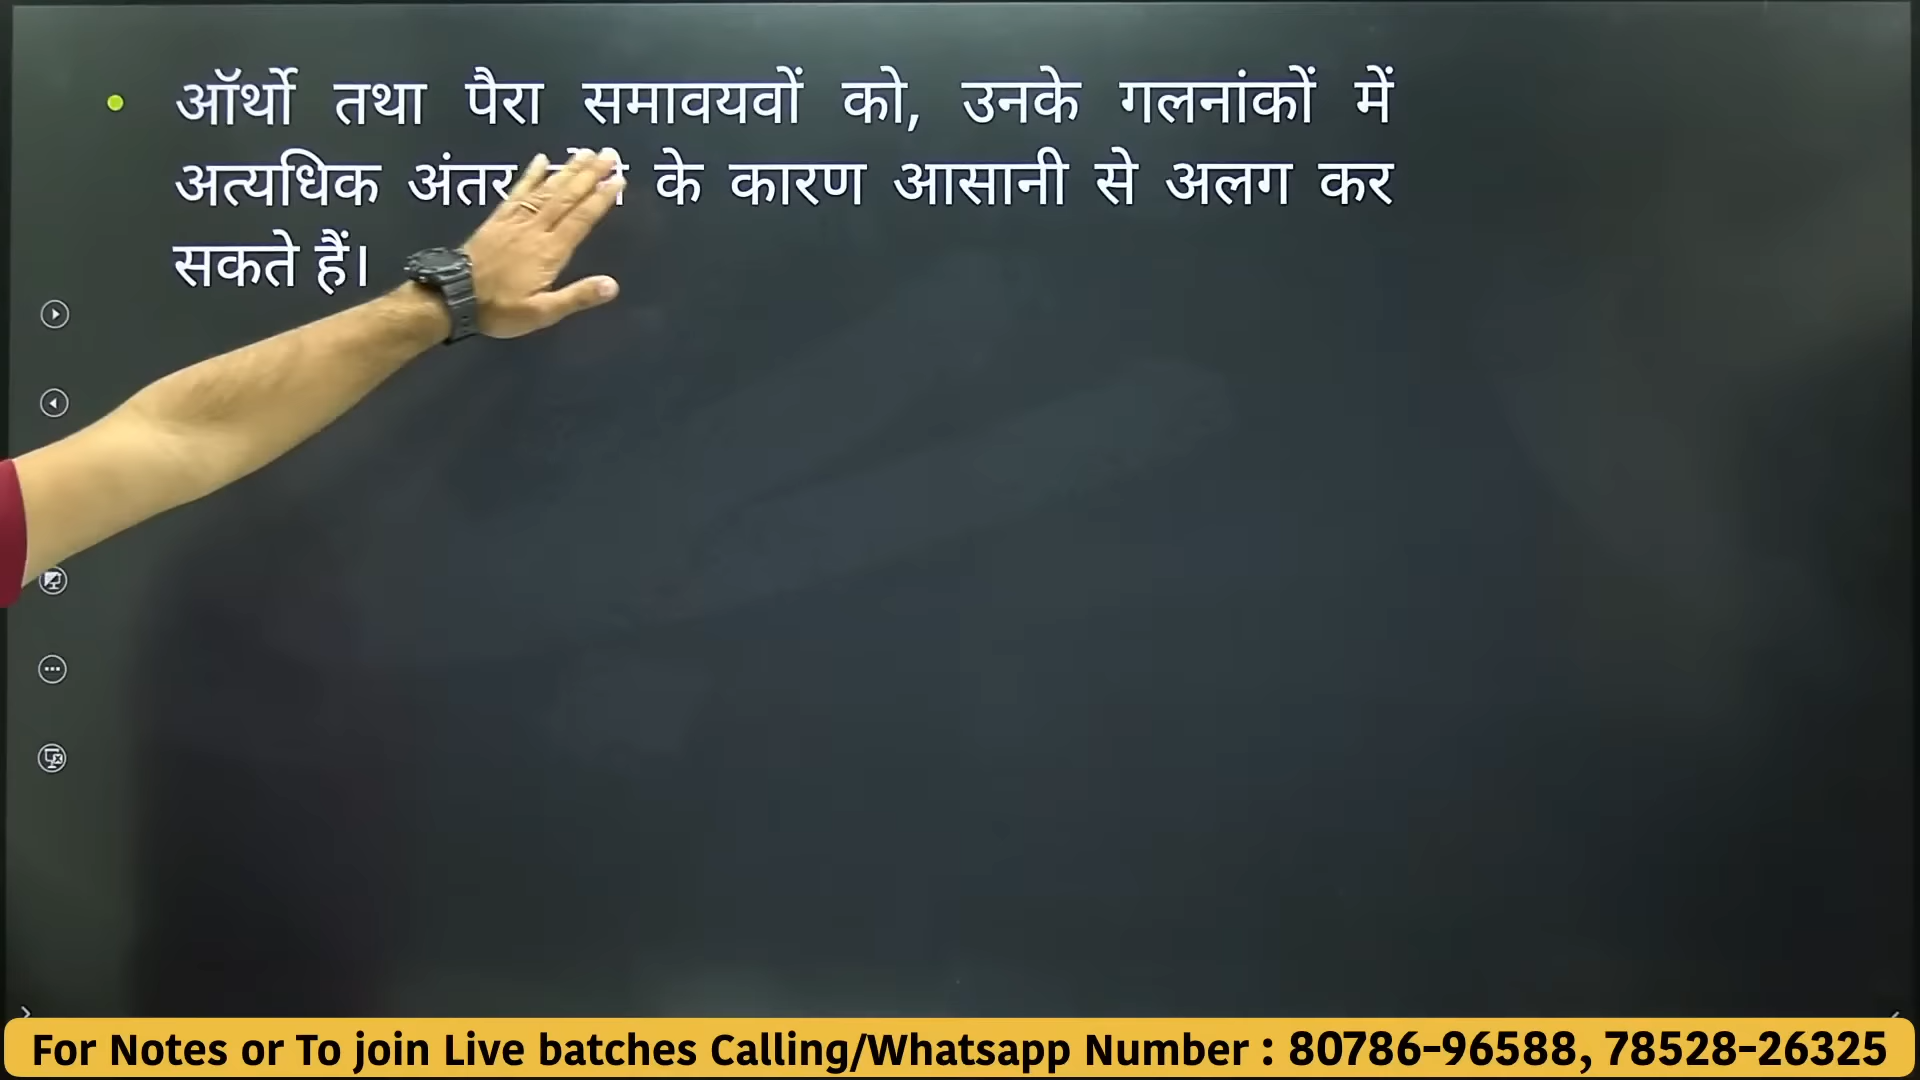 ऑर्थो तथा पैरा समावयवों को, उनके गलनांकों में
अत्यधिक अंतर के कारण आसानी से अलग कर
सकते हैं।
For Notes or To join Live batches Calling/Whatsapp Number : 80786-96588, 78528-26325